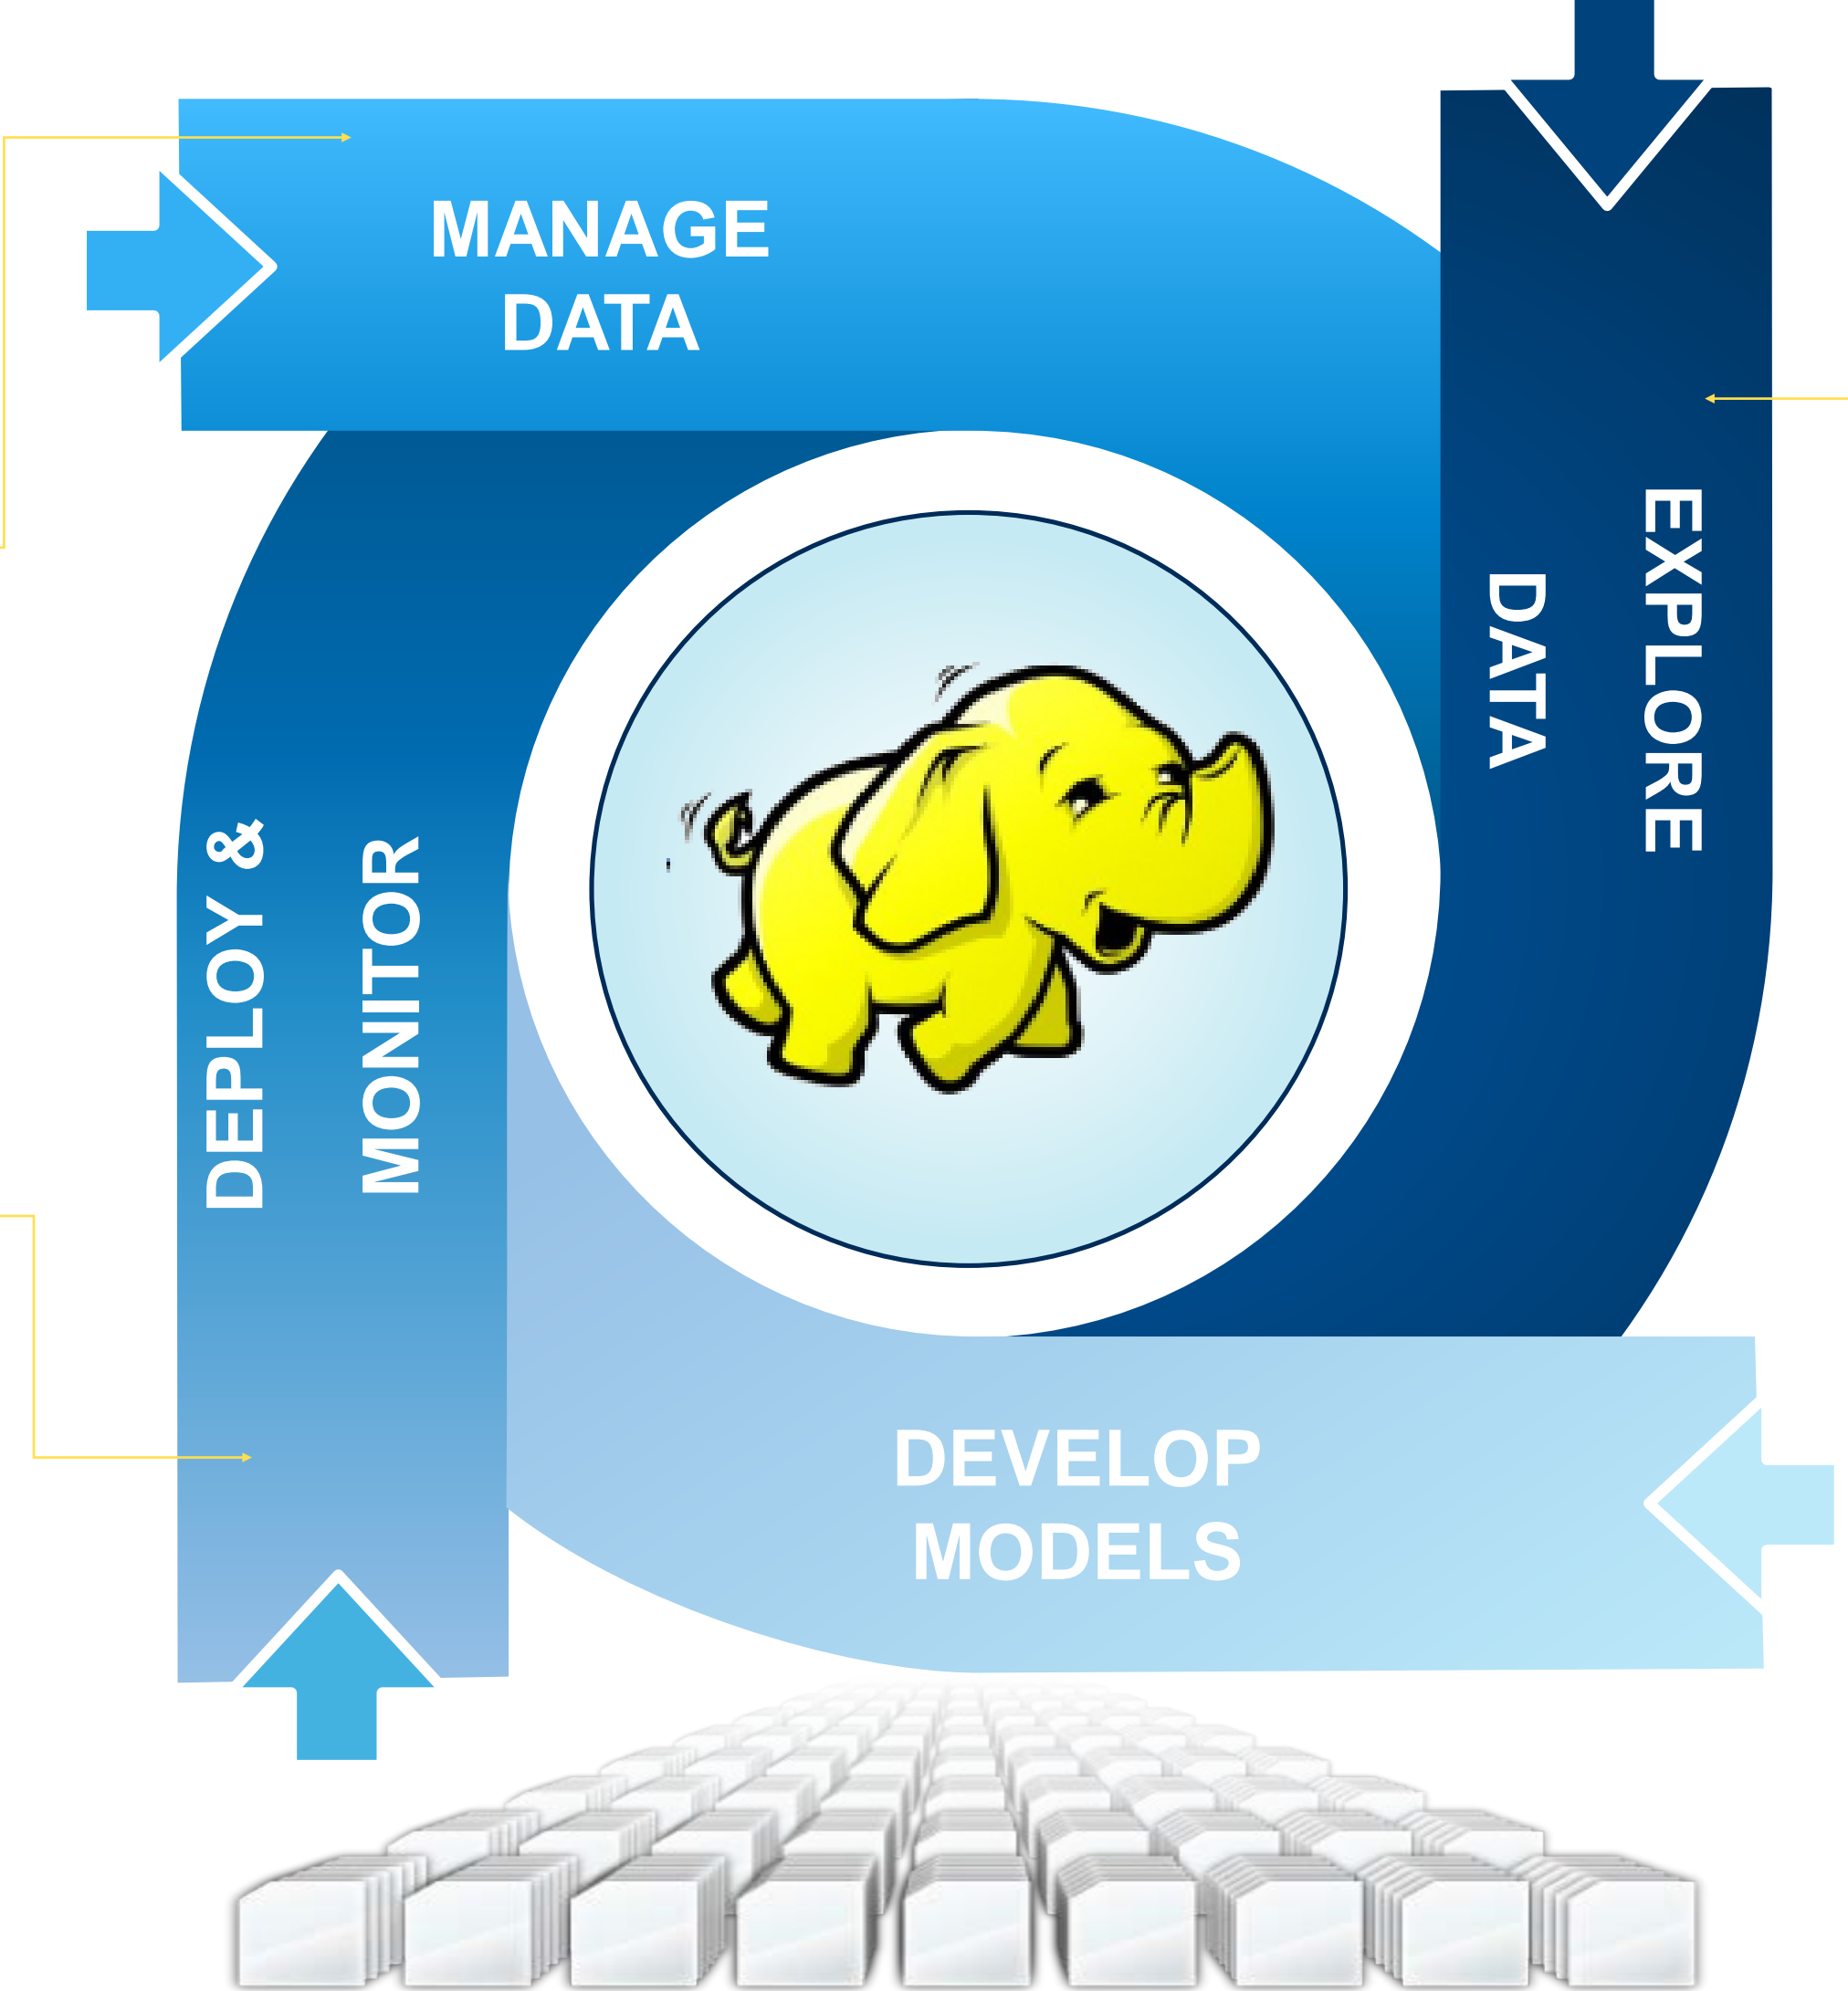 MANAGE
DATA
EXPLORE
DATA
DEVELOP
MODELS
DEPLOY &
MONITOR